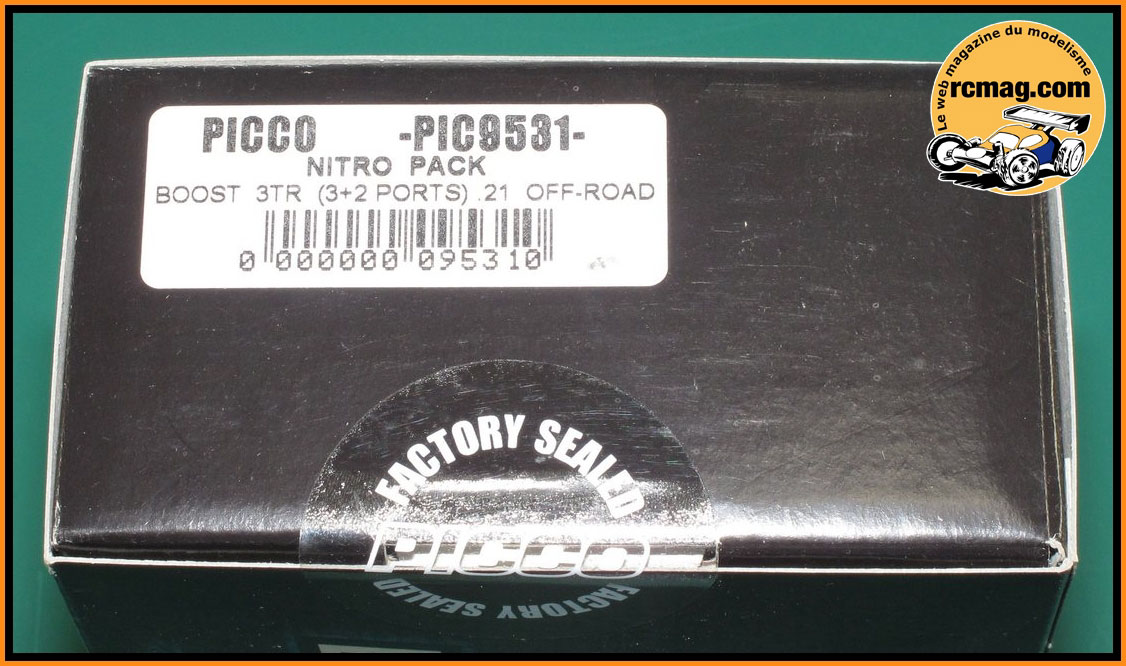 PICCO -PIC9531-
NITRO PACK
BOOST 3TR (3+2 PORTS) .21 OFF-ROAD
0 000000 095310
FACTORY SEALED
PICCO
FACTORY SEALED
Le web magazine du modelisme
rcmag.com